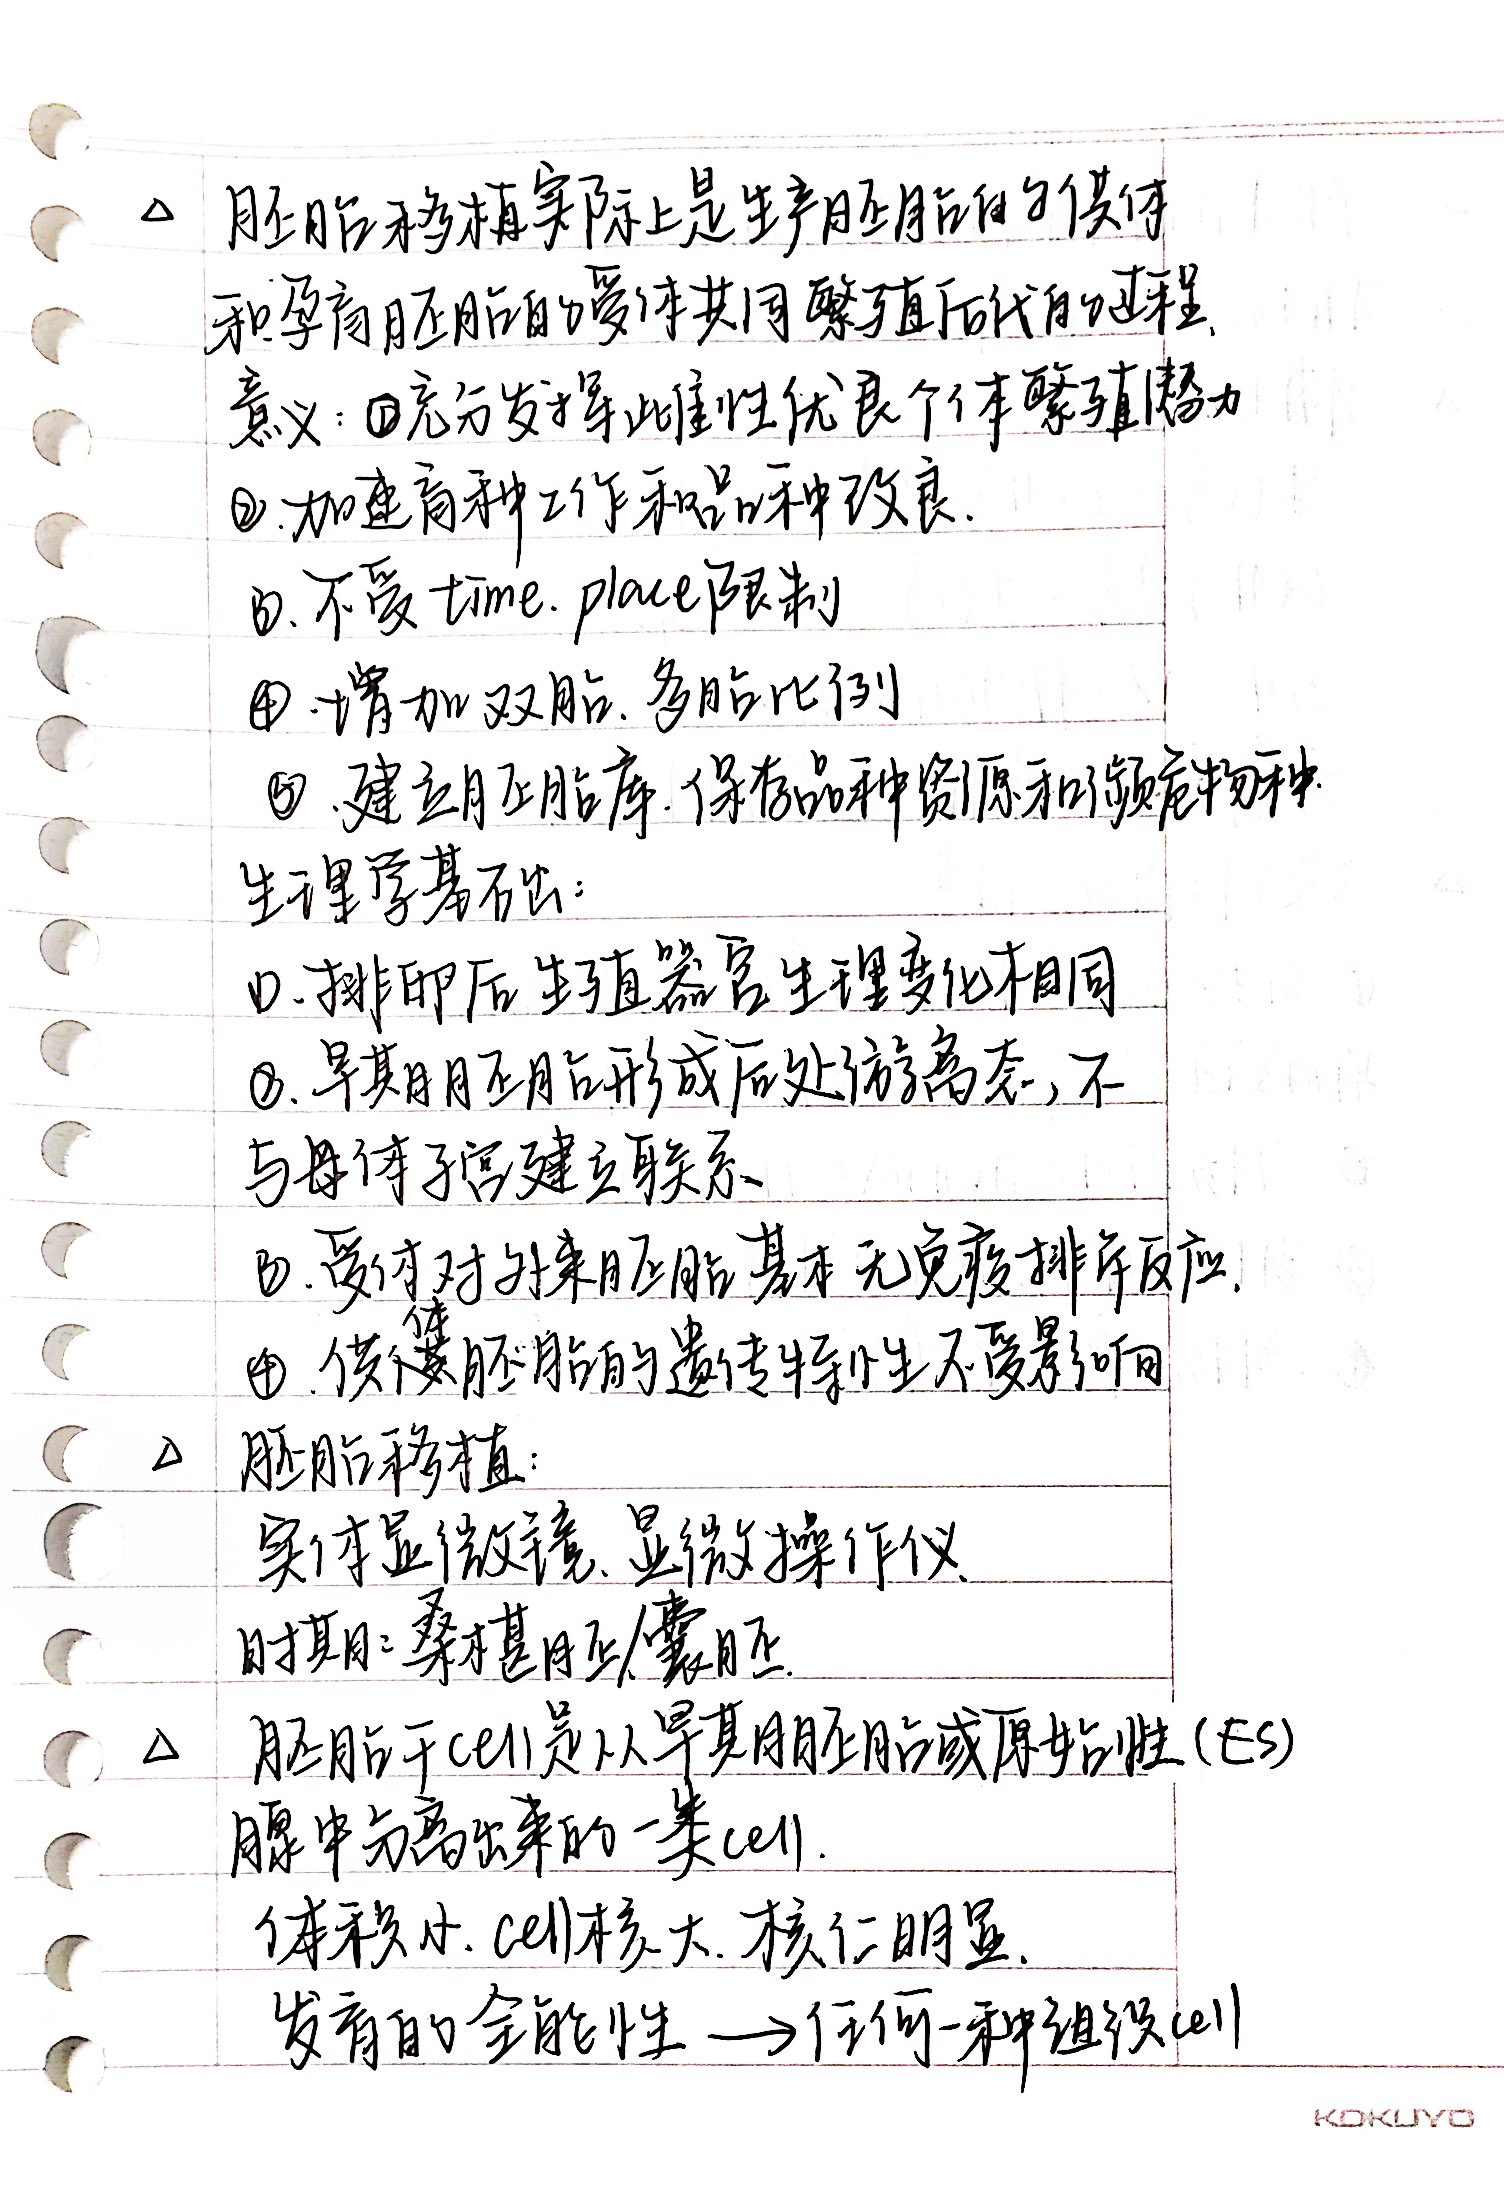 △ 胚胎移植实际上是生产胚胎的供体
和孕育胚胎的受体共同繁殖后代的过程.
意义:①充分发挥雌性优良个体繁殖潜力
②.加速育种工作和品种改良.
③.不受time.place限制
④.增加双胎.多胎比例
⑤.建立胚胎库.保存品种资源和濒危物种.
生理学基础:
①.排卵后生殖器官生理变化相同
②.早期胚胎形成后处游离态,不
与母体子宫建立联系
③.受体对外来胚胎基本无免疫排斥反应.
④.供体胚胎的遗传特性不受影响
△ 胚胎移植:
实体显微镜.显微操作仪.
时期:桑椹胚/囊胚.
△ 胚胎干cell是从早期胚胎或原始性(ES)
腺中分离出来的一类cell.
体积小.cell核大.核仁明显.
发育的全能性→任何一种组织cell
KOKUYO